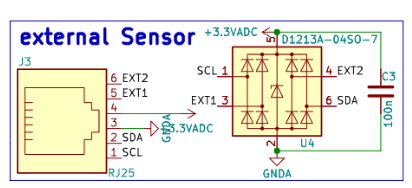 external Sensor
+3.3VADC
D1213A-04SO-7
J3
6 EXT2
5 EXT1
4
3
2 SDA
1 SCL
+3.3VADC
GNDA
RJ25
5
SCL 1
4 EXT2
EXT1 3
6 SDA
2
U4
GNDA
C3
100n